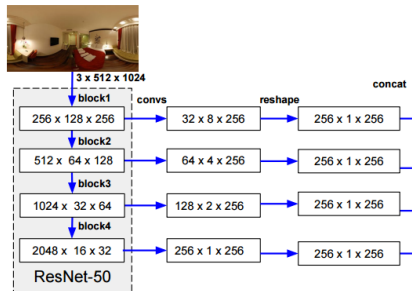 3 x 512 x 1024
concat
block1 convs reshape
256 x 128 x 256 32 x 8 x 256 256 x 1 x 256
block2
512 x 64 x 128 64 x 4 x 256 256 x 1 x 256
block3
1024 x 32 x 64 128 x 2 x 256 256 x 1 x 256
block4
2048 x 16 x 32 256 x 1 x 256 256 x 1 x 256
ResNet-50